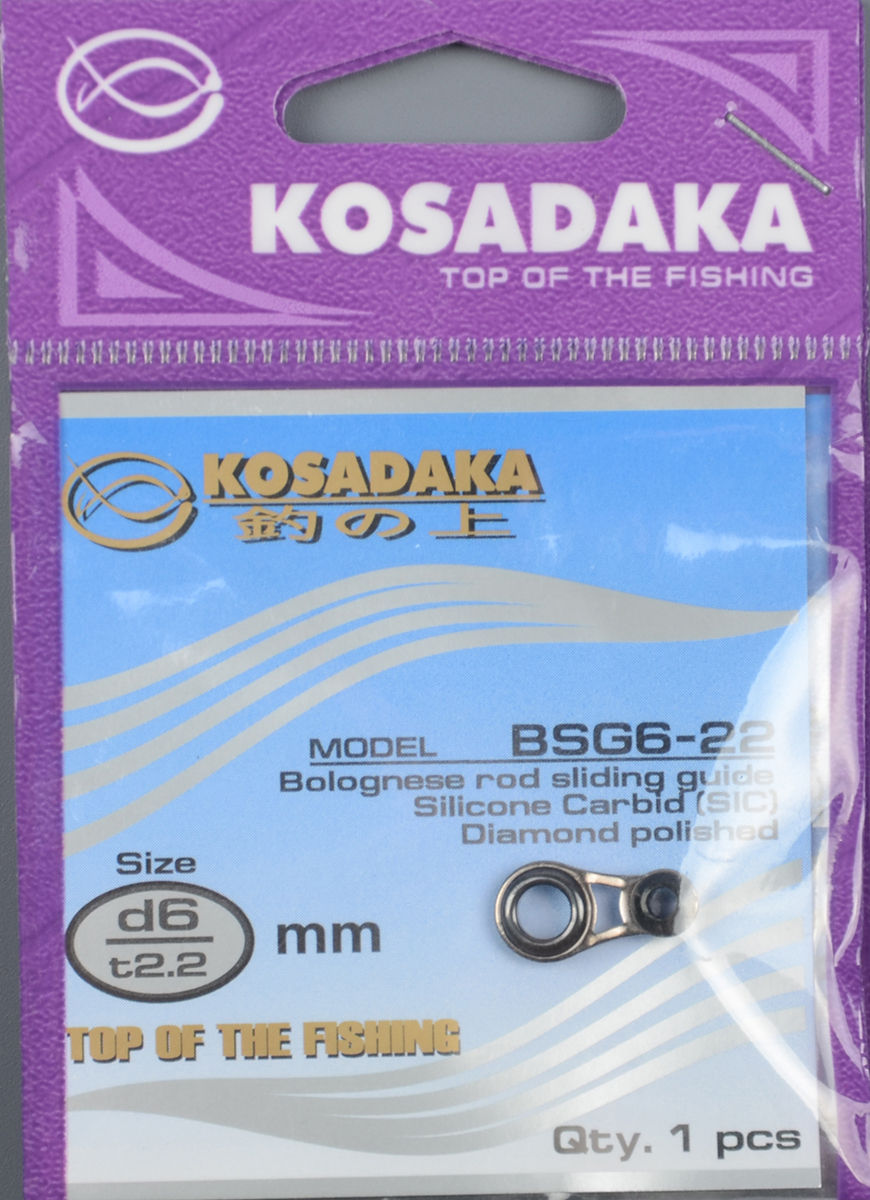 KOSADAKA
TOP OF THE FISHING
KOSADAKA
釣の上
MODEL BSG6-22
Bolognese rod sliding guide
Silicone Carbid (SIC)
Diamond polished
Size
d6
t2.2
mm
TOP OF THE FISHING
Qty. 1 pcs